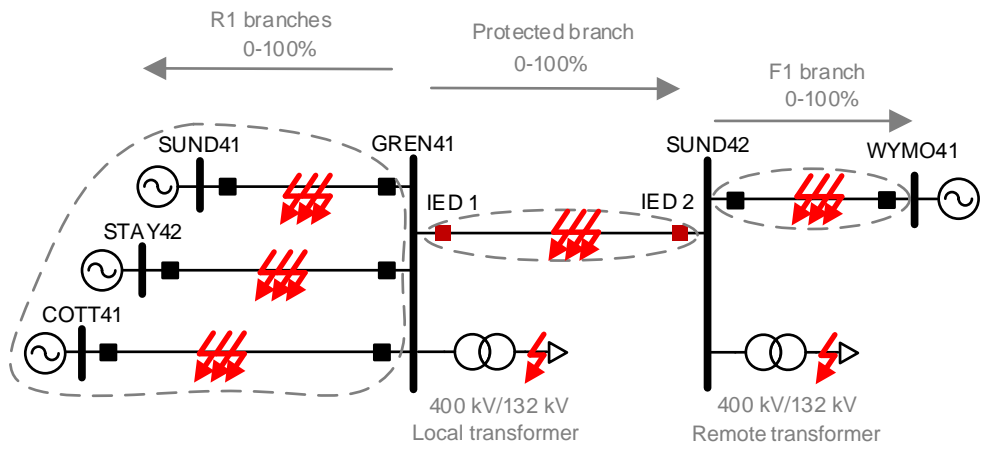 R1 branches
0-100%
Protected branch
0-100%
F1 branch
0-100%
SUND41
GREN41
SUND42
WYMO41
IED 1
IED 2
STAY42
COTT41
400 kV/132 kV
Local transformer
400 kV/132 kV
Remote transformer